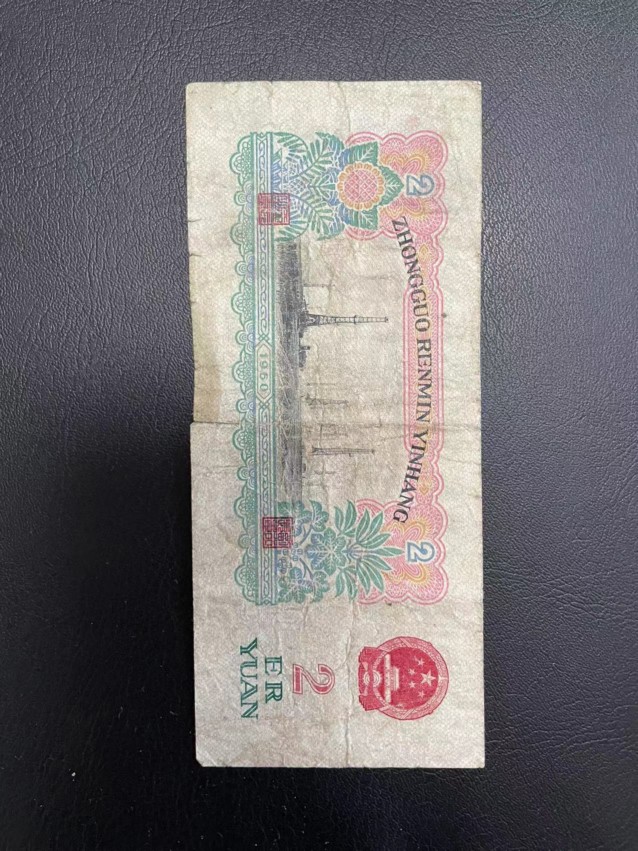 ZHONGGUO RENMIN YINHANG
2
2
1960
2
ER
YUAN